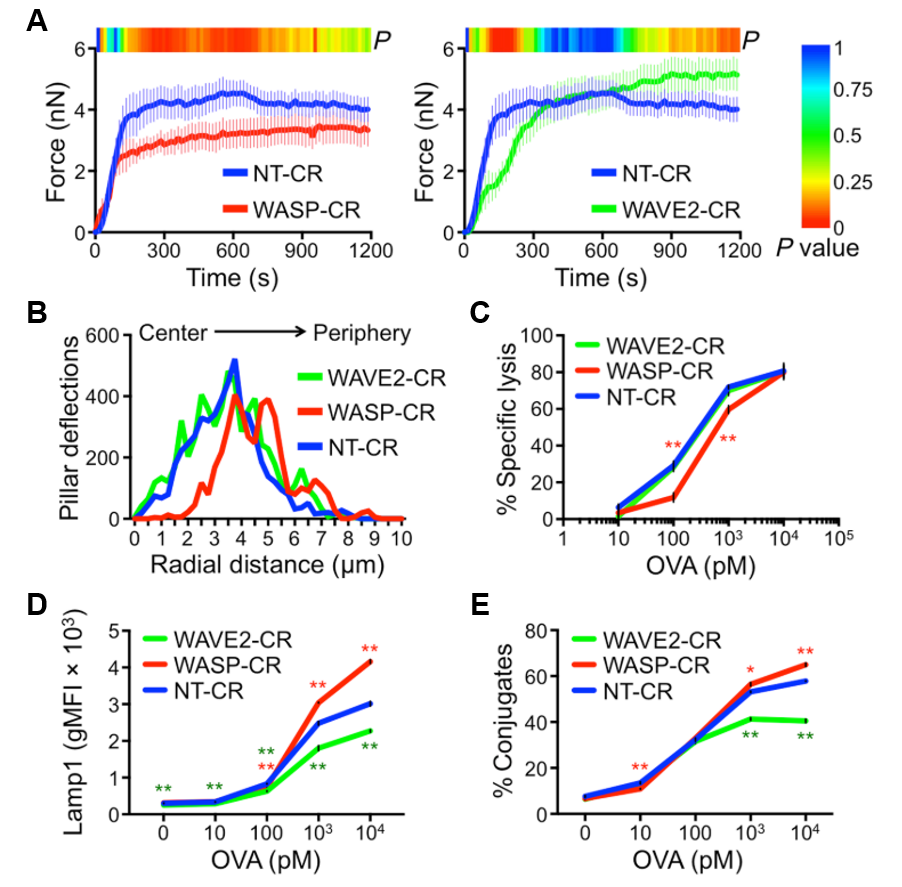 A
P
P
Force (nN)
6
4
2
0
NT-CR
WASP-CR
0
300
600
900
1200
Time (s)
Force (nN)
6
4
2
0
NT-CR
WAVE2-CR
0
300
600
900
1200
Time (s)
1
0.75
0.5
0.25
0
P value
B
Center
Periphery
Pillar deflections
600
400
200
0
WAVE2-CR
WASP-CR
NT-CR
0 1 2 3 4 5 6 7 8 9 10
Radial distance (µm)
C
% Specific lysis
100
80
60
40
20
0
WAVE2-CR
WASP-CR
NT-CR
**
**
1 10 100 10³ 10⁴ 10⁵
OVA (pM)
D
Lamp1 (gMFI × 10³)
5
4
3
2
1
0
WAVE2-CR
WASP-CR
NT-CR
**
**
**
**
**
**
**
**
0 10 100 10³ 10⁴
OVA (pM)
E
% Conjugates
80
60
40
20
0
WAVE2-CR
WASP-CR
NT-CR
**
*
**
**
**
0 10 100 10³ 10⁴
OVA (pM)